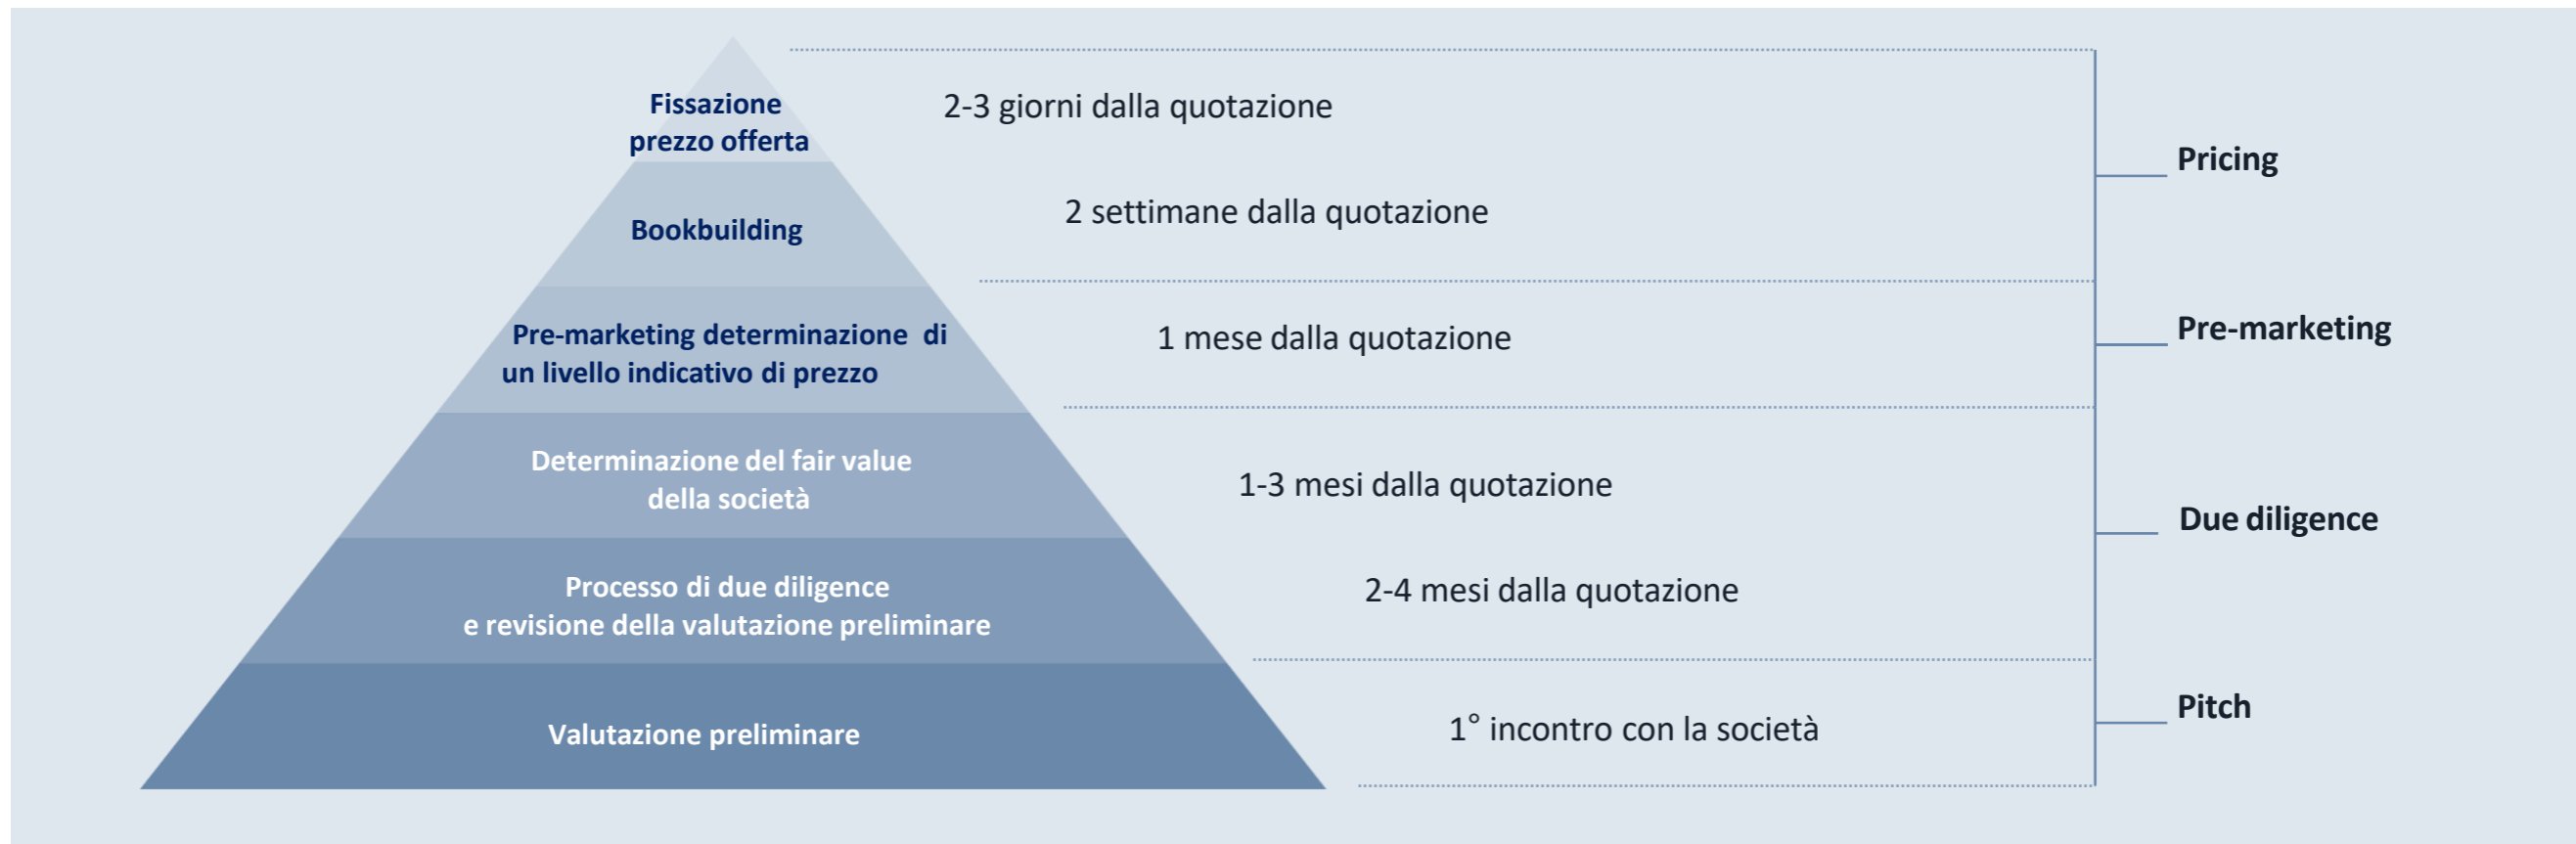 Fissazione
prezzo offerta
2-3 giorni dalla quotazione
Pricing
Bookbuilding
2 settimane dalla quotazione
Pre-marketing determinazione di
un livello indicativo di prezzo
1 mese dalla quotazione
Pre-marketing
Determinazione del fair value
della società
1-3 mesi dalla quotazione
Due diligence
Processo di due diligence
e revisione della valutazione preliminare
2-4 mesi dalla quotazione
Valutazione preliminare
1° incontro con la società
Pitch